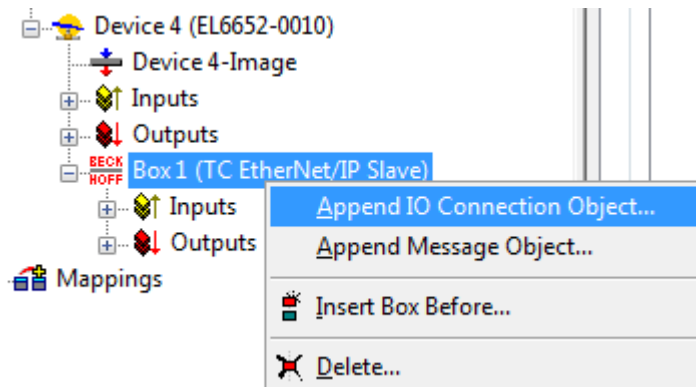 Device 4 (EL6652-0010)
Device 4-Image
Inputs
Outputs
BECK
HOFF
Box 1 (TC EtherNet/IP Slave)
Inputs
Outputs
Mappings
Append IO Connection Object...
Append Message Object...
Insert Box Before...
Delete...